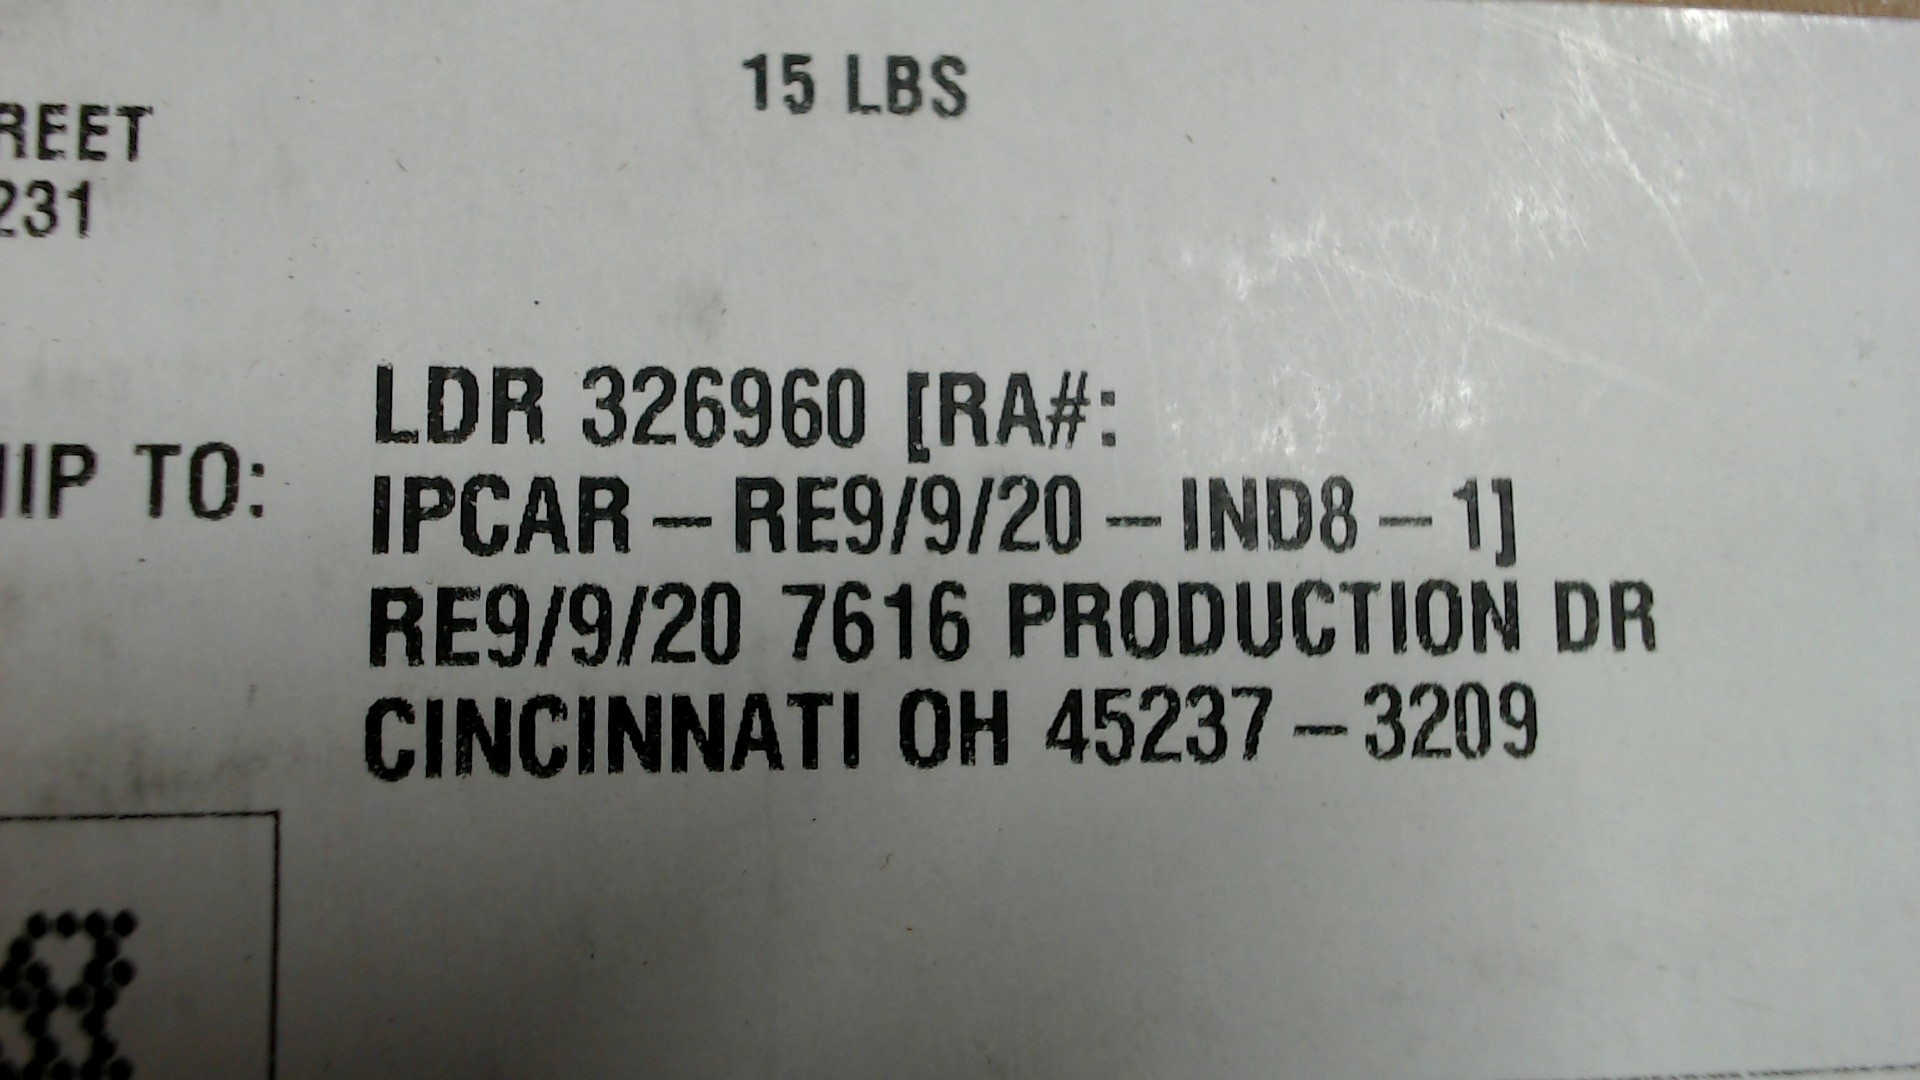 15 LBS
REET
231
LDR 326960 [RA#:
IPCAR-RE9/9/20-IND8-1]
HIP TO:
RE9/9/20 7616 PRODUCTION DR
CINCINNATI OH 45237-3209